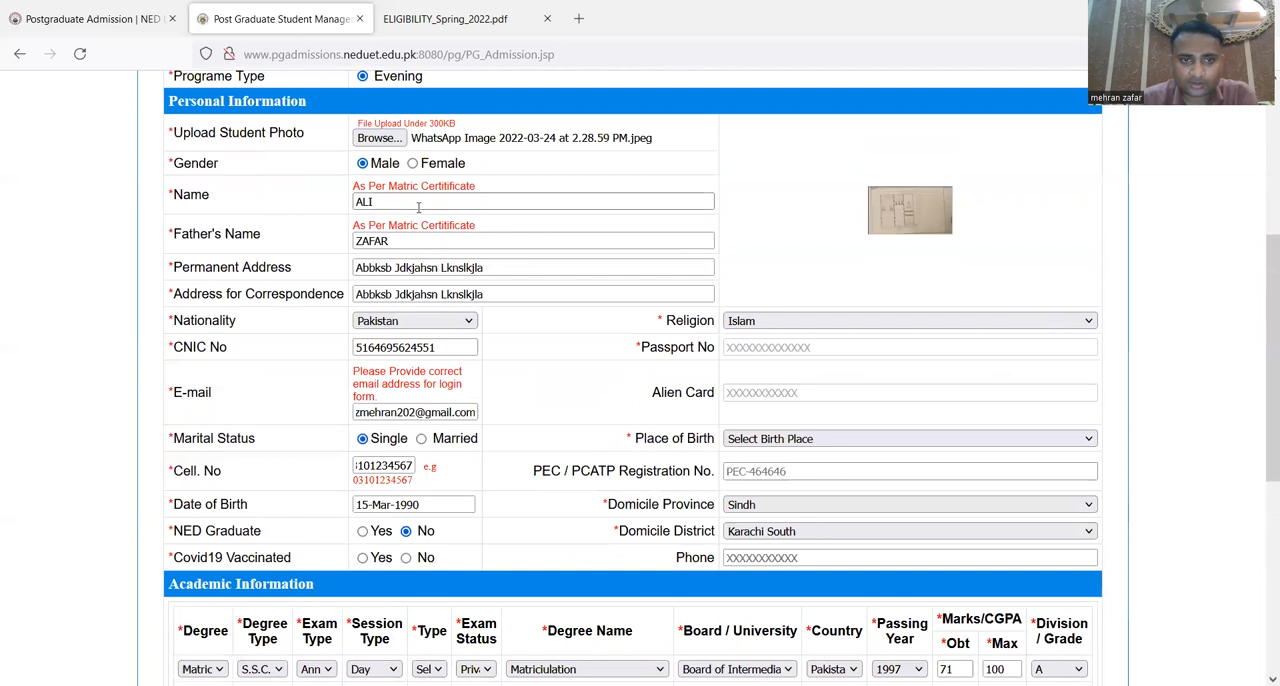 Postgraduate Admission | NED
Post Graduate Student Manage
ELIGIBILITY_Spring_2022.pdf
www.pgadmissions.neduet.edu.pk:8080/pg/PG_Admission.jsp
mehran zafar
*Programe Type Evening
Personal Information
*Upload Student Photo
File Upload Under 300KB
Browse... WhatsApp Image 2022-03-24 at 2.28.59 PM.jpeg
*Gender Male Female
*Name
As Per Matric Certitificate
ALI
*Father's Name
As Per Matric Certitificate
ZAFAR
*Permanent Address Abbksb Jdkjahsn Lknslkjla
*Address for Correspondence Abbksb Jdkjahsn Lknslkjla
*Nationality Pakistan * Religion Islam
*CNIC No 5164695624551 *Passport No XXXXXXXXXXXXX
*E-mail
Please Provide correct
email address for login
form.
zmehran202@gmail.com
Alien Card XXXXXXXXXX
*Marital Status Single Married * Place of Birth Select Birth Place
*Cell. No 101234567 e.g
03101234567
PEC / PCATP Registration No. PEC-464646
*Date of Birth 15-Mar-1990 *Domicile Province Sindh
*NED Graduate Yes No *Domicile District Karachi South
*Covid19 Vaccinated Yes No Phone XXXXXXXXXXX
Academic Information
*Degree
*Degree
Type
*Exam
Type
*Session
Type
*Type
*Exam
Status
*Degree Name
*Board / University
*Country
*Passing
Year
*Marks/CGPA
*Obt *Max
*Division
/ Grade
Matric S.S.C. Ann Day Sel Priv Matriciulation Board of Intermedia Pakista 1997 71 100 A